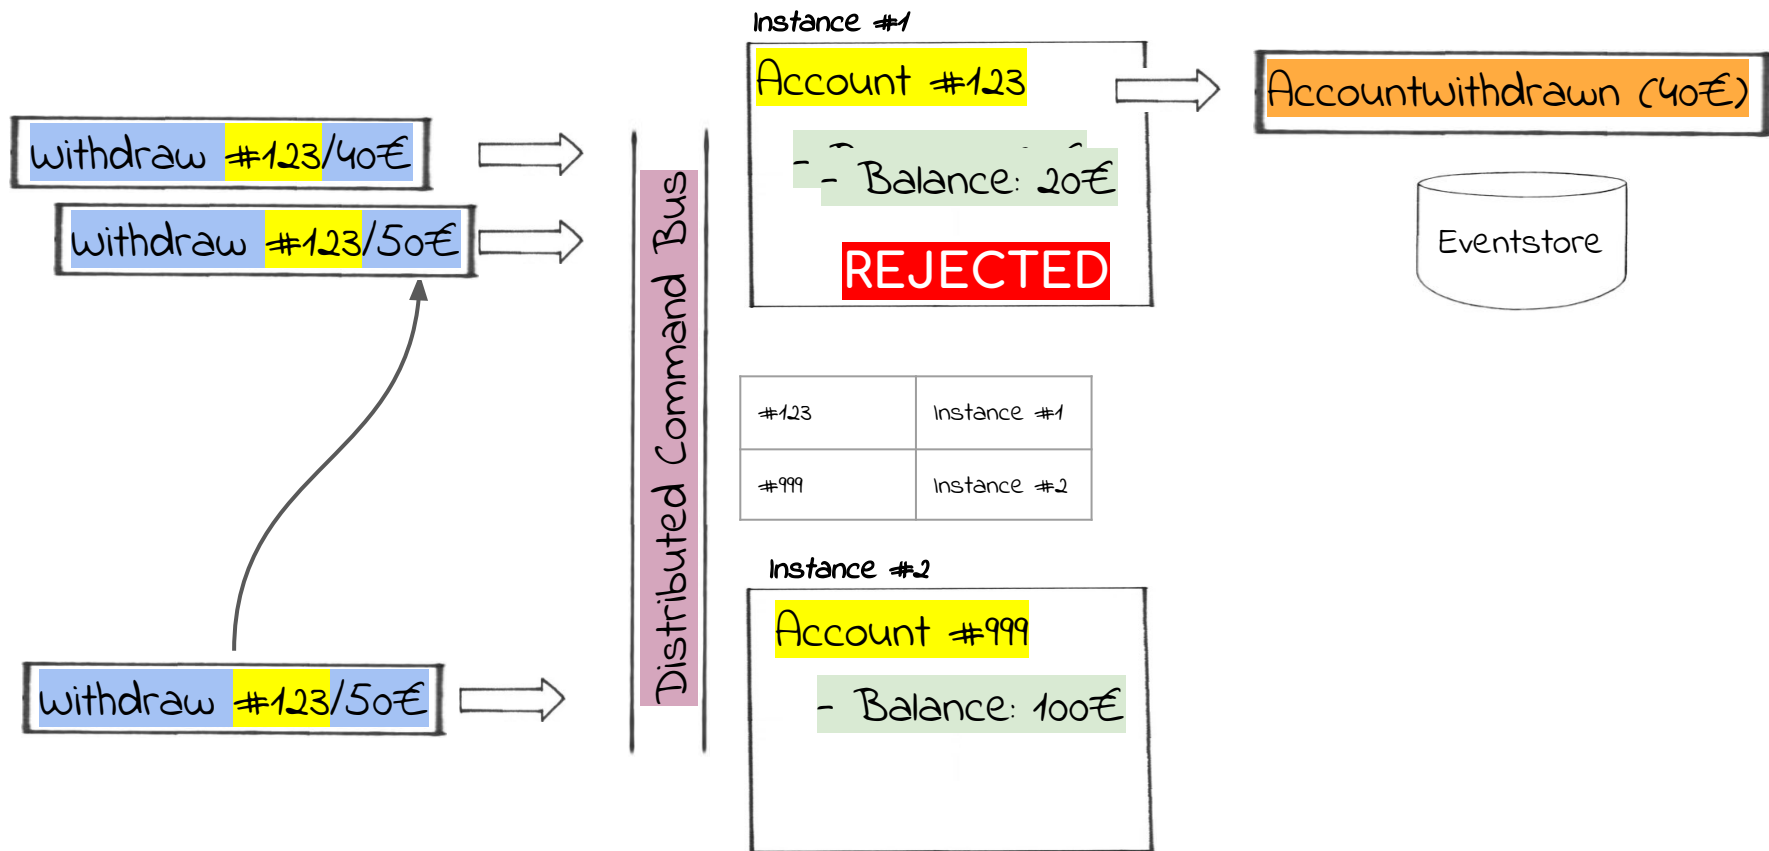 Instance #1
Account #123
Accountwithdrawn (40€)
withdraw #123/40€
- Balance: 20€
withdraw #123/50€
REJECTED
Eventstore
Distributed Command Bus
#123 Instance #1
#999 Instance #2
Instance #2
Account #999
withdraw #123/50€
- Balance: 100€